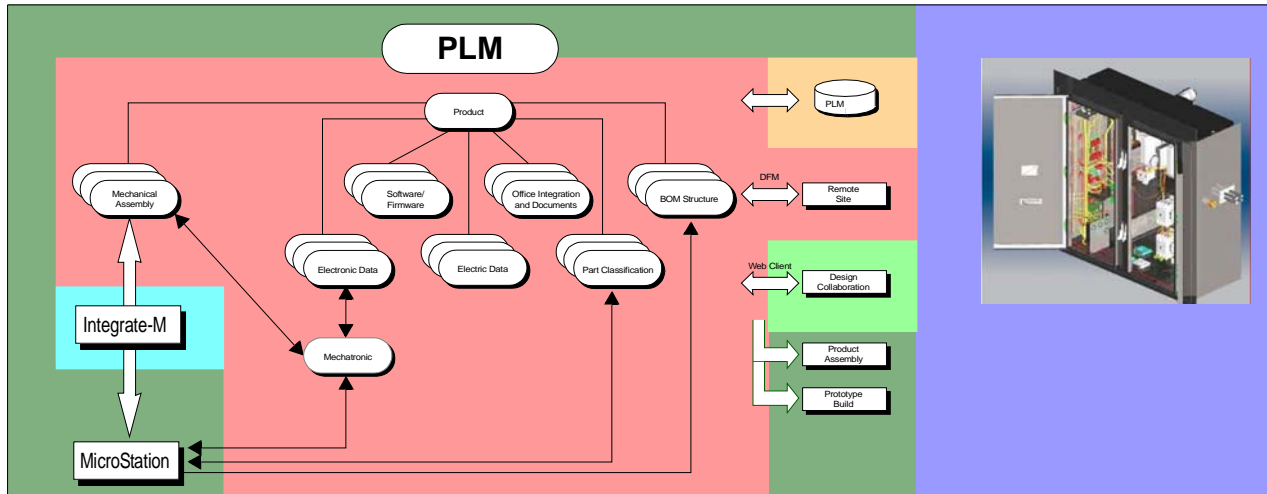 PLM
Product
PLM
Mechanical
Assembly
Software/
Firmware
Office Integration
and Documents
BOM Structure
DFM
Remote
Site
Electronic Data
Electric Data
Part Classification
Web Client
Design
Collaboration
Integrate-M
Mechatronic
Product
Assembly
Prototype
Build
MicroStation